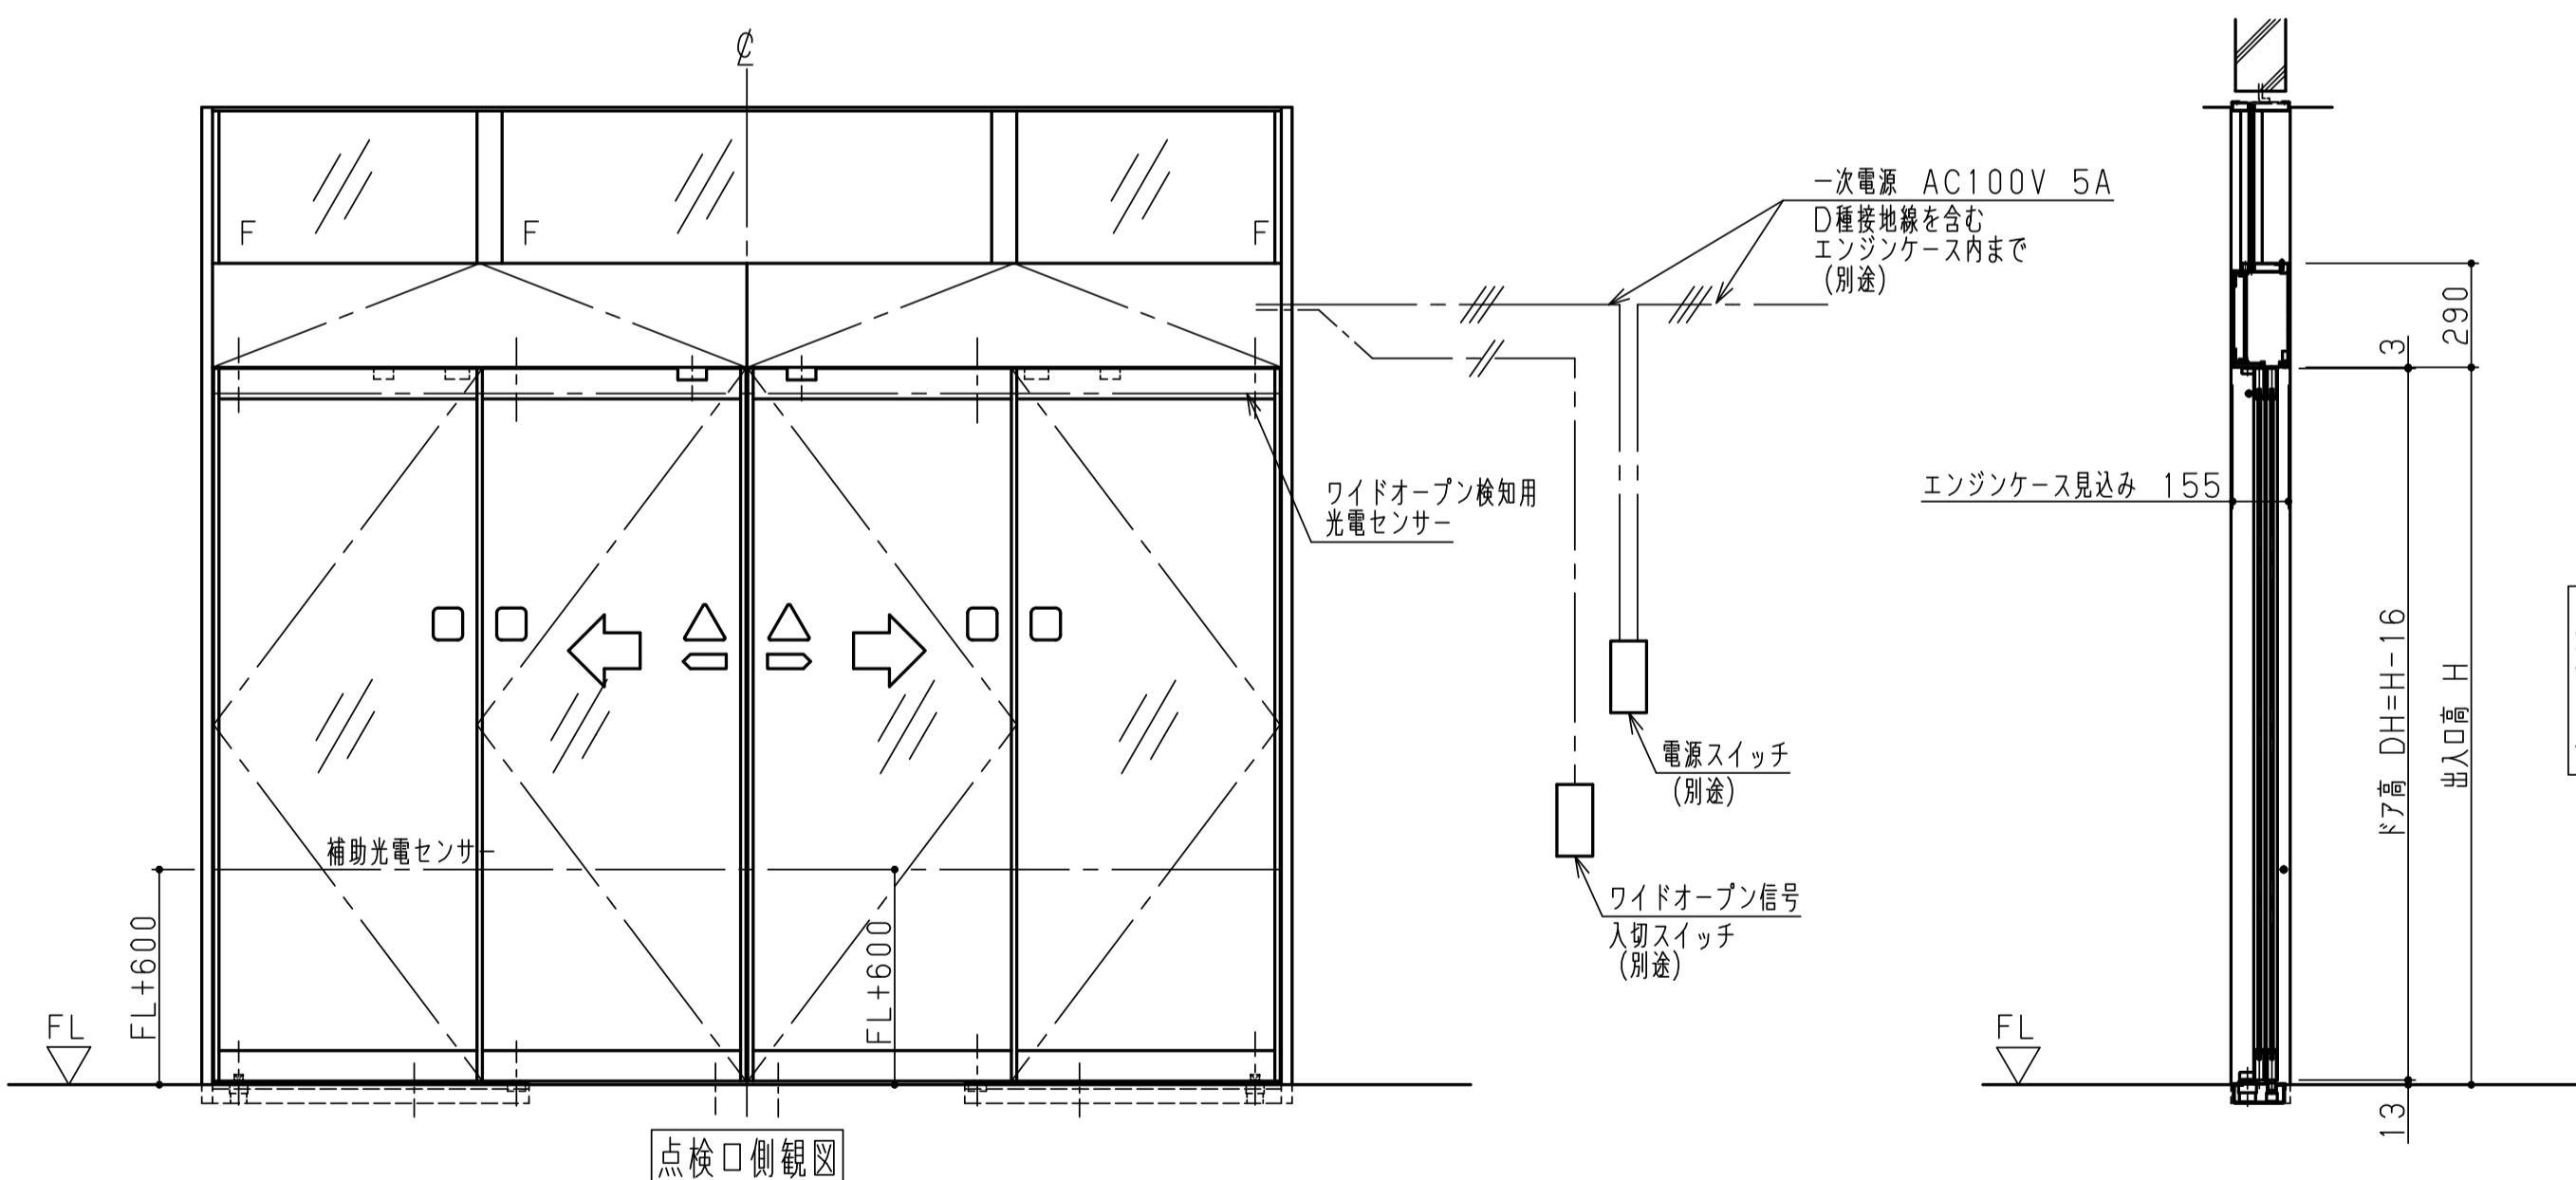 ℄
F
F
F
一次電源 AC100V 5A
D種接地線を含む
エンジンケース内まで
(別途)
ワイドオープン検知用
光電センサー
電源スイッチ
(別途)
ワイドオープン信号
入切スイッチ
(別途)
補助光電センサー
FL+600
FL+600
FL
点検口側観図
エンジンケース見込み 155
290
3
ドア高 DH=H-16
出入口高 H
13
FL